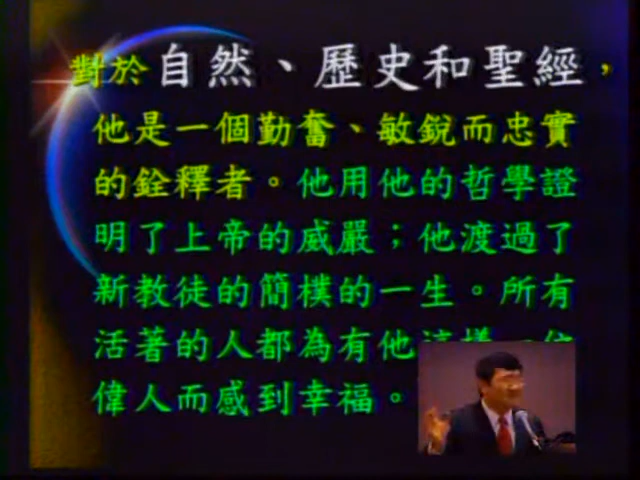 對於自然、歷史和聖經，
他是一個勤奮、敏銳而忠實
的銓釋者。他用他的哲學證
明了上帝的威嚴；他渡過了
新教徒的簡樸的一生。所有
活著的人都為有他
偉人而感到幸福。